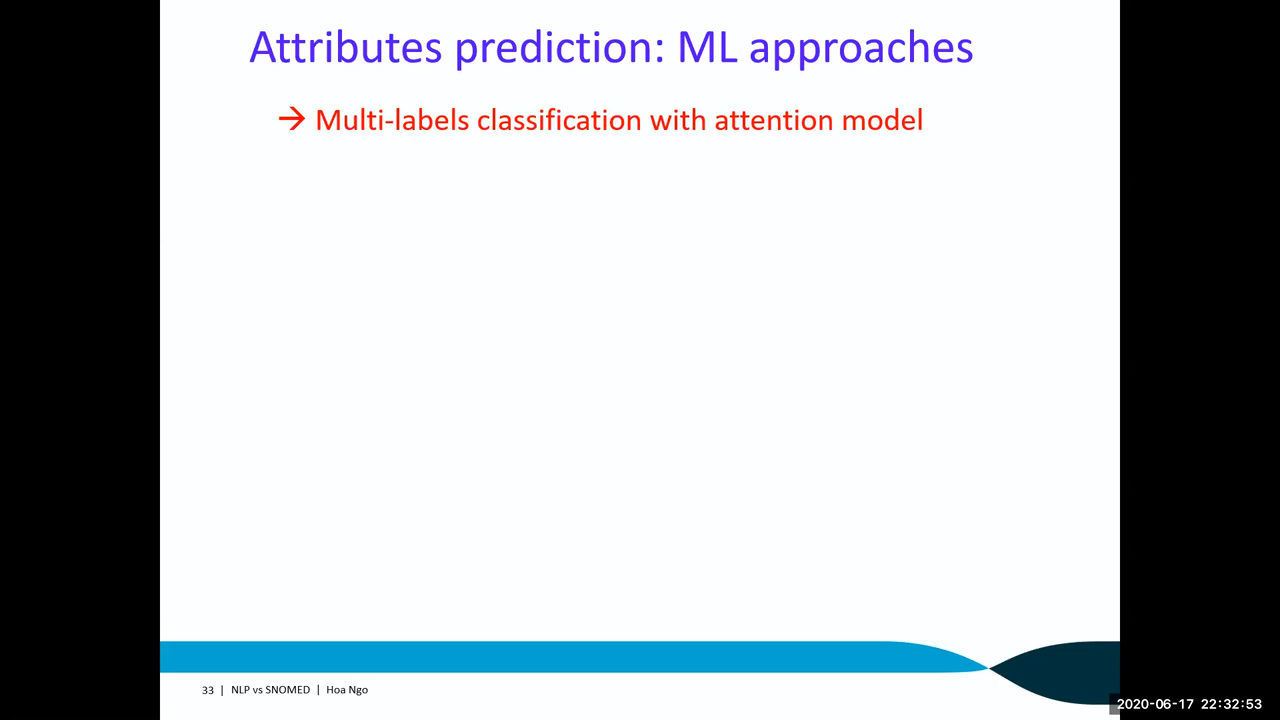 Attributes prediction: ML approaches
→ Multi-labels classification with attention model
33 | NLP vs SNOMED | Hoa Ngo
2020-06-17 22:32:53